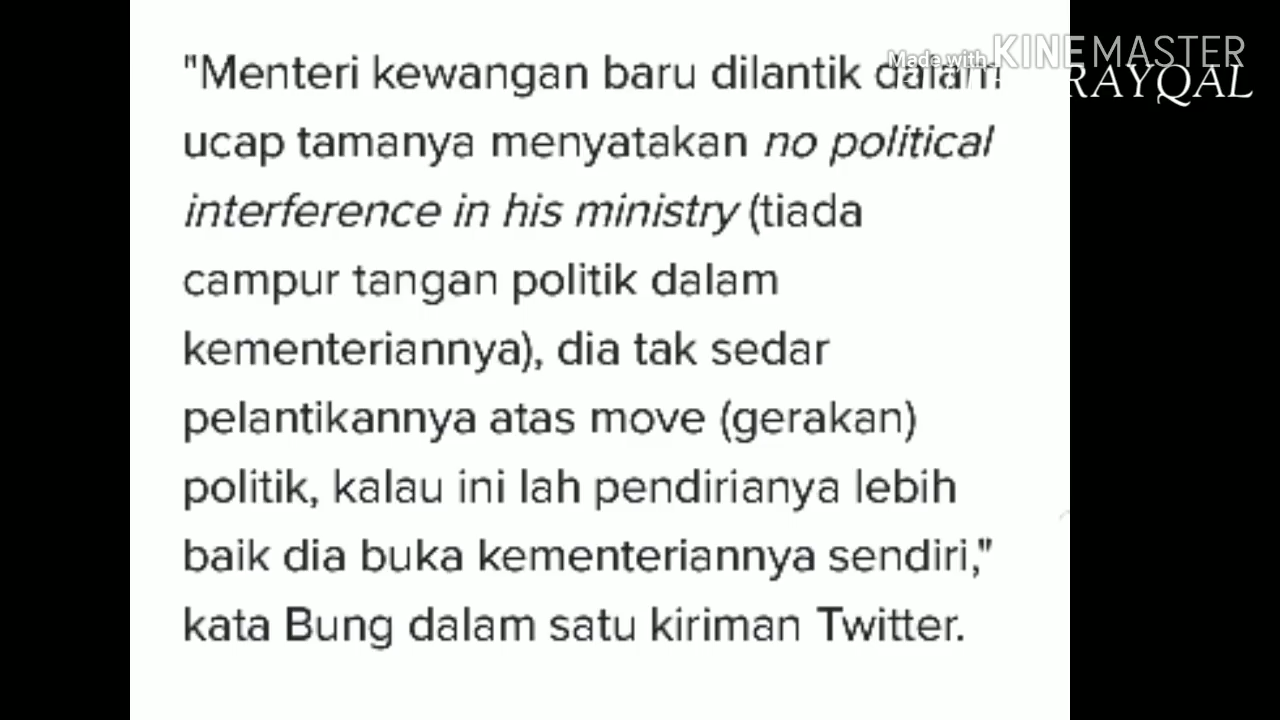 Made with KINEMASTER
RAYQAL
"Menteri kewangan baru dilantik dalam
ucap tamanya menyatakan no political
interference in his ministry (tiada
campur tangan politik dalam
kementeriannya), dia tak sedar
pelantikannya atas move (gerakan)
politik, kalau ini lah pendirianya lebih
baik dia buka kementeriannya sendiri,"
kata Bung dalam satu kiriman Twitter.